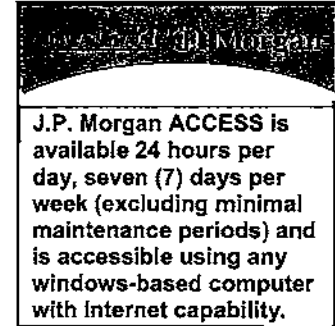 J.P. Morgan
J.P. Morgan ACCESS is
available 24 hours per
day, seven (7) days per
week (excluding minimal
maintenance periods) and
is accessible using any
windows-based computer
with Internet capability.